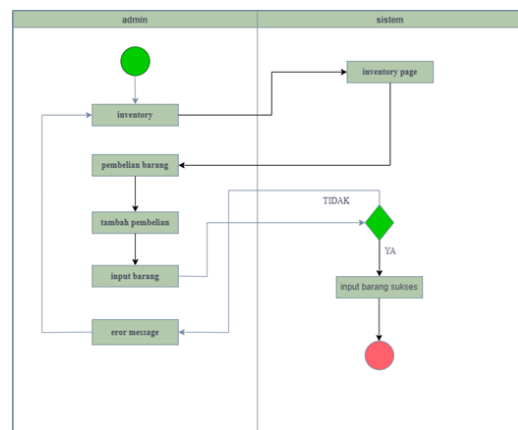 admin
sistem
inventory page
inventory
pembelian barang
TIDAK
tambah pembelian
YA
input barang
input barang sukses
eror message